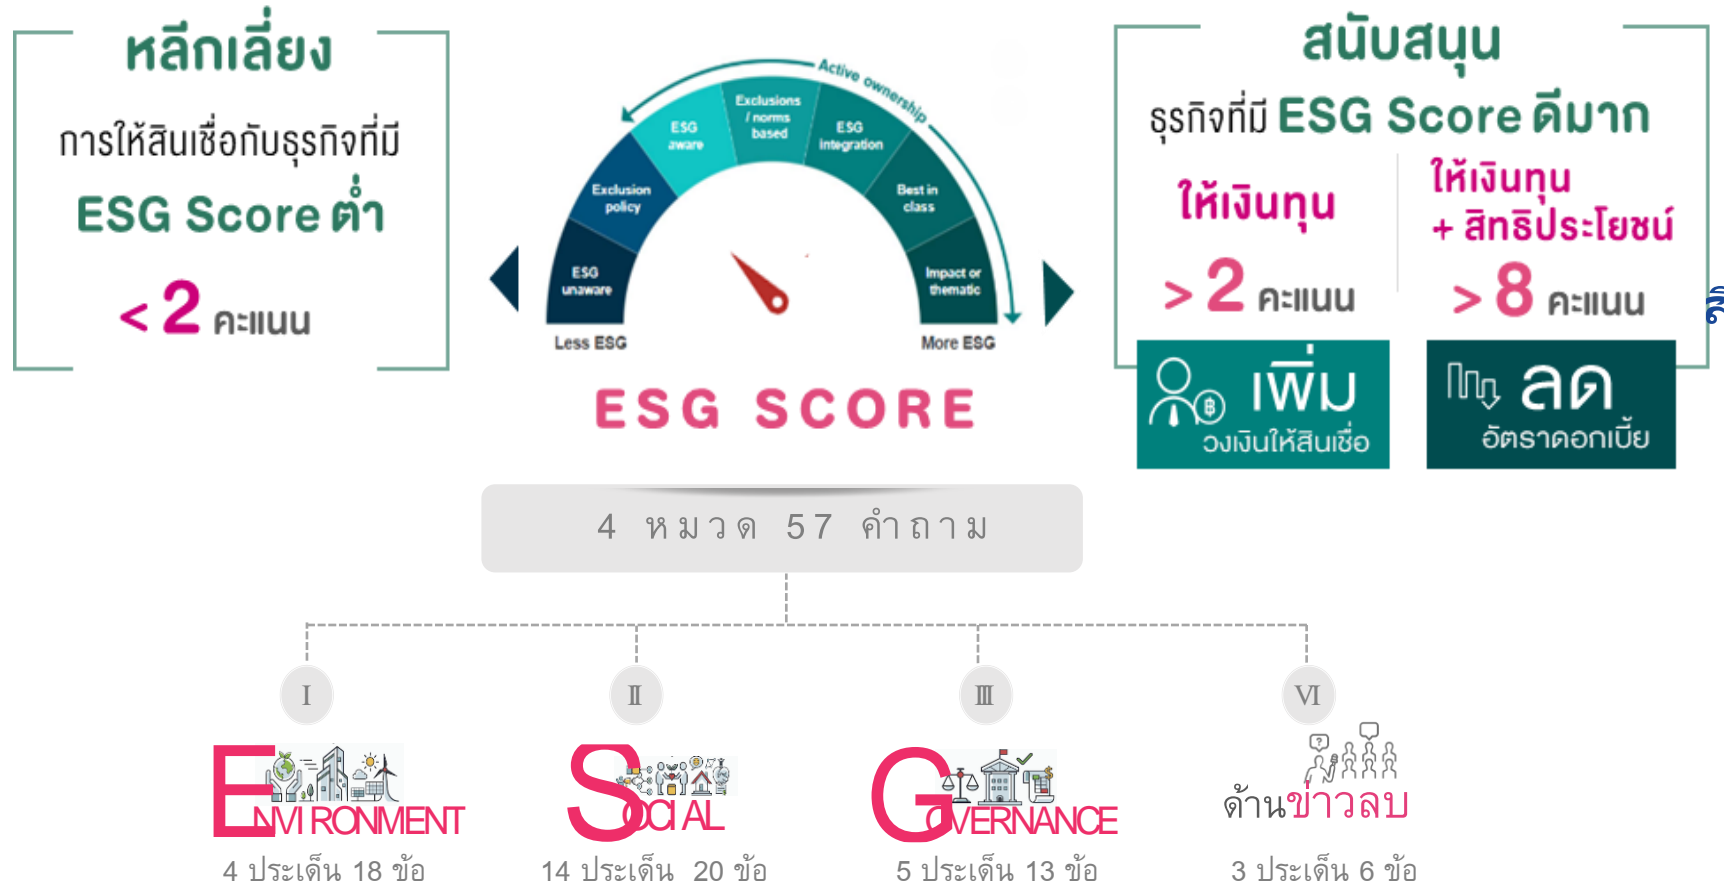 หลีกเลี่ยง
การให้สินเชื่อกับธุรกิจที่มี
ESG Score ต่ำ
< 2 คะแนน
Active ownership
ESG unaware
Exclusion policy
ESG aware
Exclusions / norms based
ESG integration
Best in class
Impact or thematic
Less ESG
More ESG
ESG SCORE
สนับสนุน
ธุรกิจที่มี ESG Score ดีมาก
ให้เงินทุน
> 2 คะแนน
ให้เงินทุน
+ สิทธิประโยชน์
> 8 คะแนน
เพิ่ม
วงเงินให้สินเชื่อ
ลด
อัตราดอกเบี้ย
4 หมวด 57 คำถาม
I
II
III
VI
ENVIRONMENT
4 ประเด็น 18 ข้อ
SOCIAL
14 ประเด็น 20 ข้อ
GOVERNANCE
5 ประเด็น 13 ข้อ
ด้านข่าวลบ
3 ประเด็น 6 ข้อ